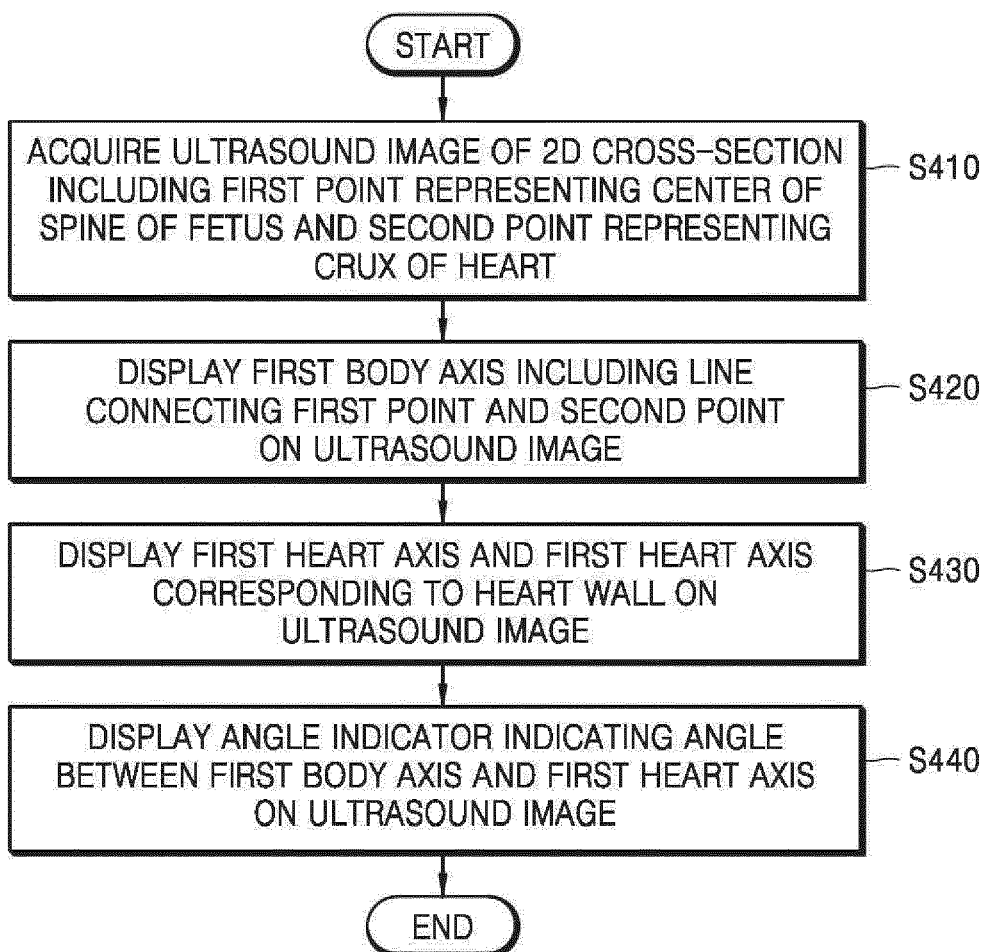 START
ACQUIRE ULTRASOUND IMAGE OF 2D CROSS-SECTION
INCLUDING FIRST POINT REPRESENTING CENTER OF
SPINE OF FETUS AND SECOND POINT REPRESENTING
CRUX OF HEART
S410
DISPLAY FIRST BODY AXIS INCLUDING LINE
CONNECTING FIRST POINT AND SECOND POINT
ON ULTRASOUND IMAGE
S420
DISPLAY FIRST HEART AXIS AND FIRST HEART AXIS
CORRESPONDING TO HEART WALL ON
ULTRASOUND IMAGE
S430
DISPLAY ANGLE INDICATOR INDICATING ANGLE
BETWEEN FIRST BODY AXIS AND FIRST HEART AXIS
ON ULTRASOUND IMAGE
S440
END